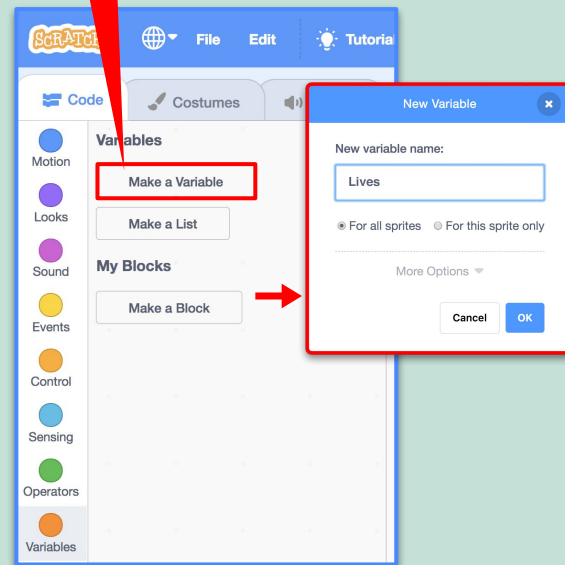 File Edit Tutoria
Code Costumes
Motion
Looks
Sound
Events
Control
Sensing
Operators
Variables
Variables
Make a Variable
Make a List
My Blocks
Make a Block
New Variable
New variable name:
Lives
For all sprites For this sprite only
More Options
Cancel OK